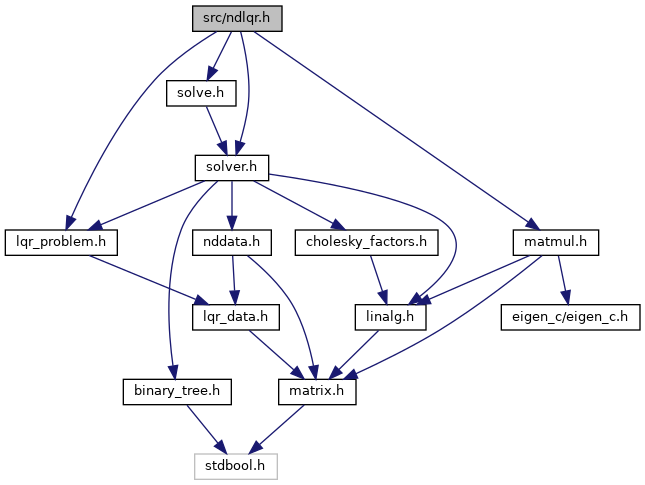 src/ndlqr.h
solve.h
solver.h
lqr_problem.h
nddata.h
cholesky_factors.h
matmul.h
lqr_data.h
linalg.h
eigen_c/eigen_c.h
binary_tree.h
matrix.h
stdbool.h